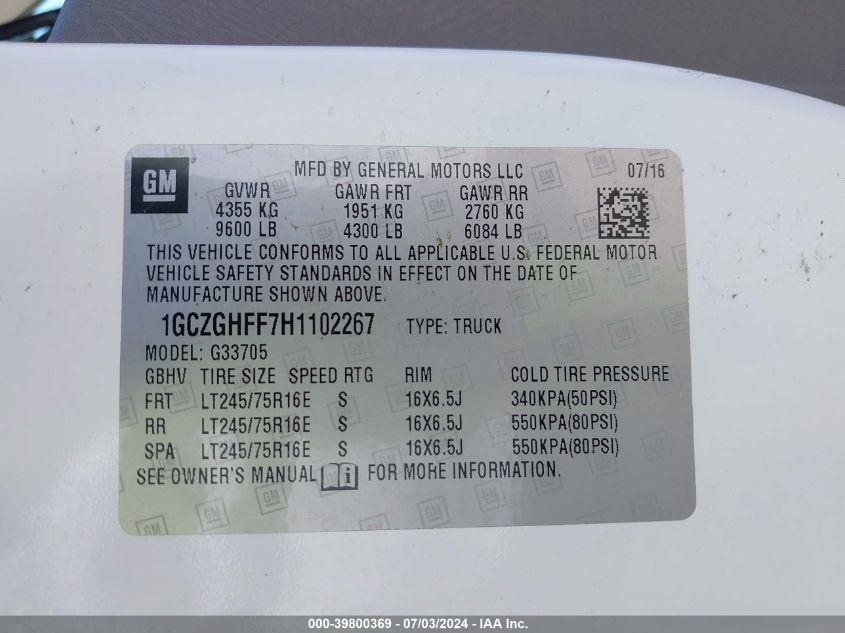 GM
MFD BY GENERAL MOTORS LLC 07/16
GVWR GAWR FRT GAWR RR
4355 KG 1951 KG 2760 KG
9600 LB 4300 LB 6084 LB
THIS VEHICLE CONFORMS TO ALL APPLICABLE U.S. FEDERAL MOTOR
VEHICLE SAFETY STANDARDS IN EFFECT ON THE DATE OF
MANUFACTURE SHOWN ABOVE.
1GCZGHFF7H1102267 TYPE: TRUCK
MODEL: G33705
GBHV TIRE SIZE SPEED RTG RIM COLD TIRE PRESSURE
FRT LT245/75R16E S 16X6.5J 340KPA(50PSI)
RR LT245/75R16E S 16X6.5J 550KPA(80PSI)
SPA LT245/75R16E S 16X6.5J 550KPA(80PSI)
SEE OWNER'S MANUAL FOR MORE INFORMATION.
000-39800369 - 07/03/2024 - IAA Inc.